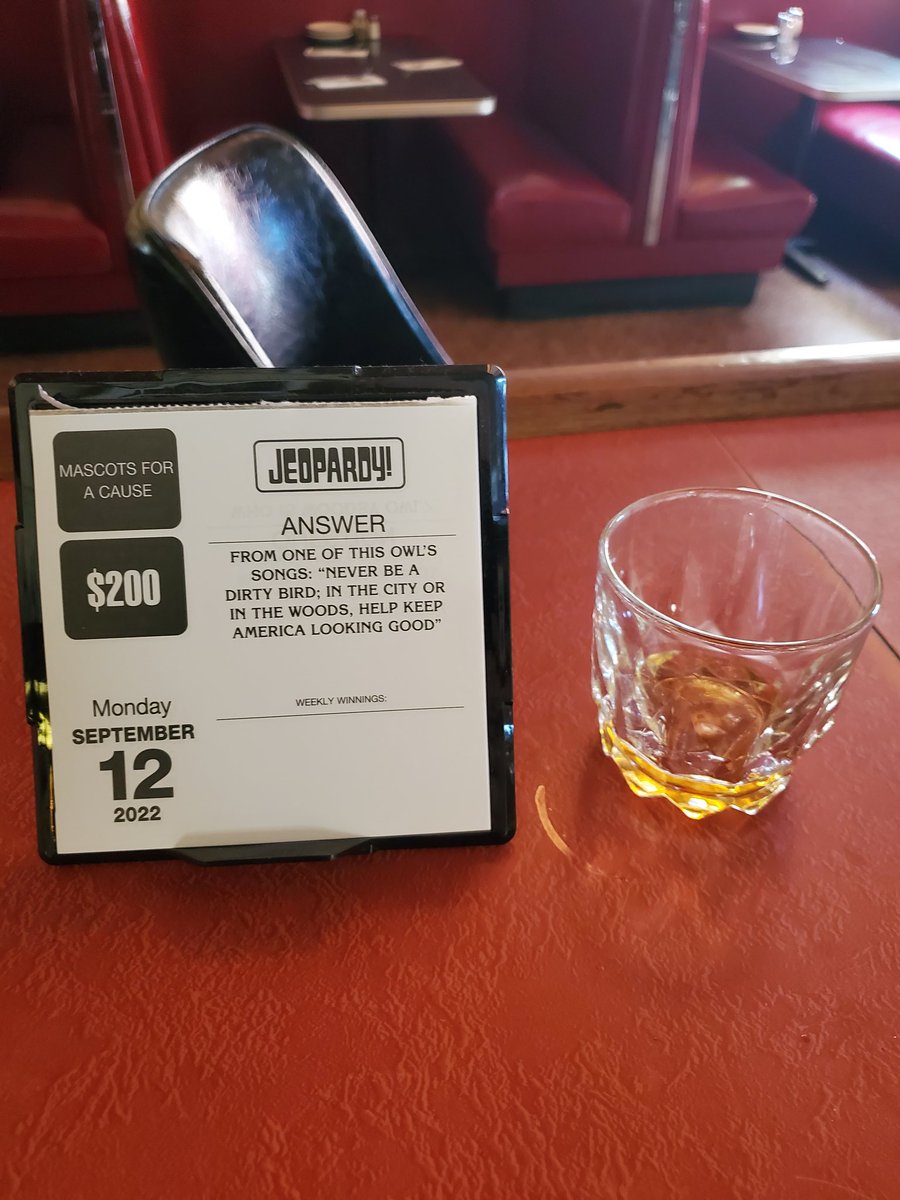 MASCOTS FOR
A CAUSE
$200
JEOPARDY!
ANSWER
FROM ONE OF THIS OWL'S
SONGS: “NEVER BE A
DIRTY BIRD; IN THE CITY OR
IN THE WOODS, HELP KEEP
AMERICA LOOKING GOOD”
WEEKLY WINNINGS:
Monday
SEPTEMBER
12
2022